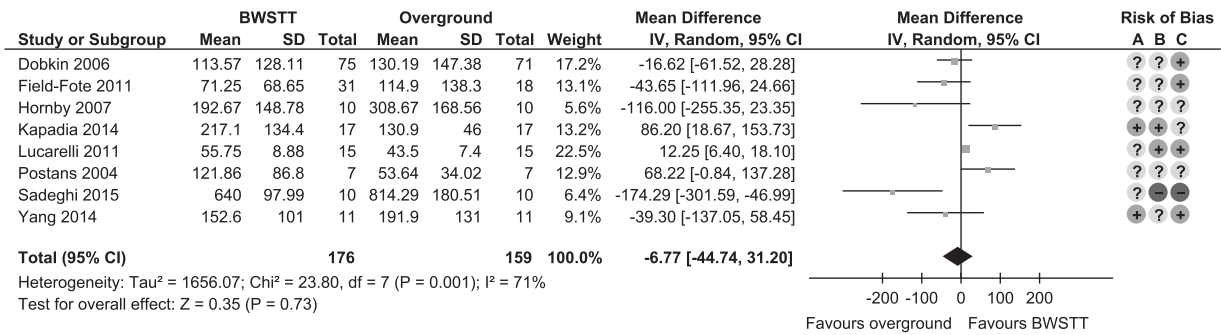 BWSTT Overground Mean Difference Mean Difference Risk of Bias
Study or Subgroup Mean SD Total Mean SD Total Weight IV, Random, 95% CI IV, Random, 95% CI A B C
Dobkin 2006 113.57 128.11 75 130.19 147.38 71 17.2% -16.62 [-61.52, 28.28] ? ? +
Field-Fote 2011 71.25 68.65 31 114.9 138.3 18 13.1% -43.65 [-111.96, 24.66] ? ? +
Hornby 2007 192.67 148.78 10 308.67 168.56 10 5.6% -116.00 [-255.35, 23.35] ? ? ?
Kapadia 2014 217.1 134.4 17 130.9 46 17 13.2% 86.20 [18.67, 153.73] + + ?
Lucarelli 2011 55.75 8.88 15 43.5 7.4 15 22.5% 12.25 [6.40, 18.10] ? + +
Postans 2004 121.86 86.8 7 53.64 34.02 7 12.9% 68.22 [-0.84, 137.28] ? ? ?
Sadeghi 2015 640 97.99 10 814.29 180.51 10 6.4% -174.29 [-301.59, -46.99] ? − −
Yang 2014 152.6 101 11 191.9 131 11 9.1% -39.30 [-137.05, 58.45] + ? +
Total (95% CI) 176 159 100.0% -6.77 [-44.74, 31.20]
Heterogeneity: Tau² = 1656.07; Chi² = 23.80, df = 7 (P = 0.001); I² = 71%
Test for overall effect: Z = 0.35 (P = 0.73)
-200 -100 0 100 200
Favours overground Favours BWSTT